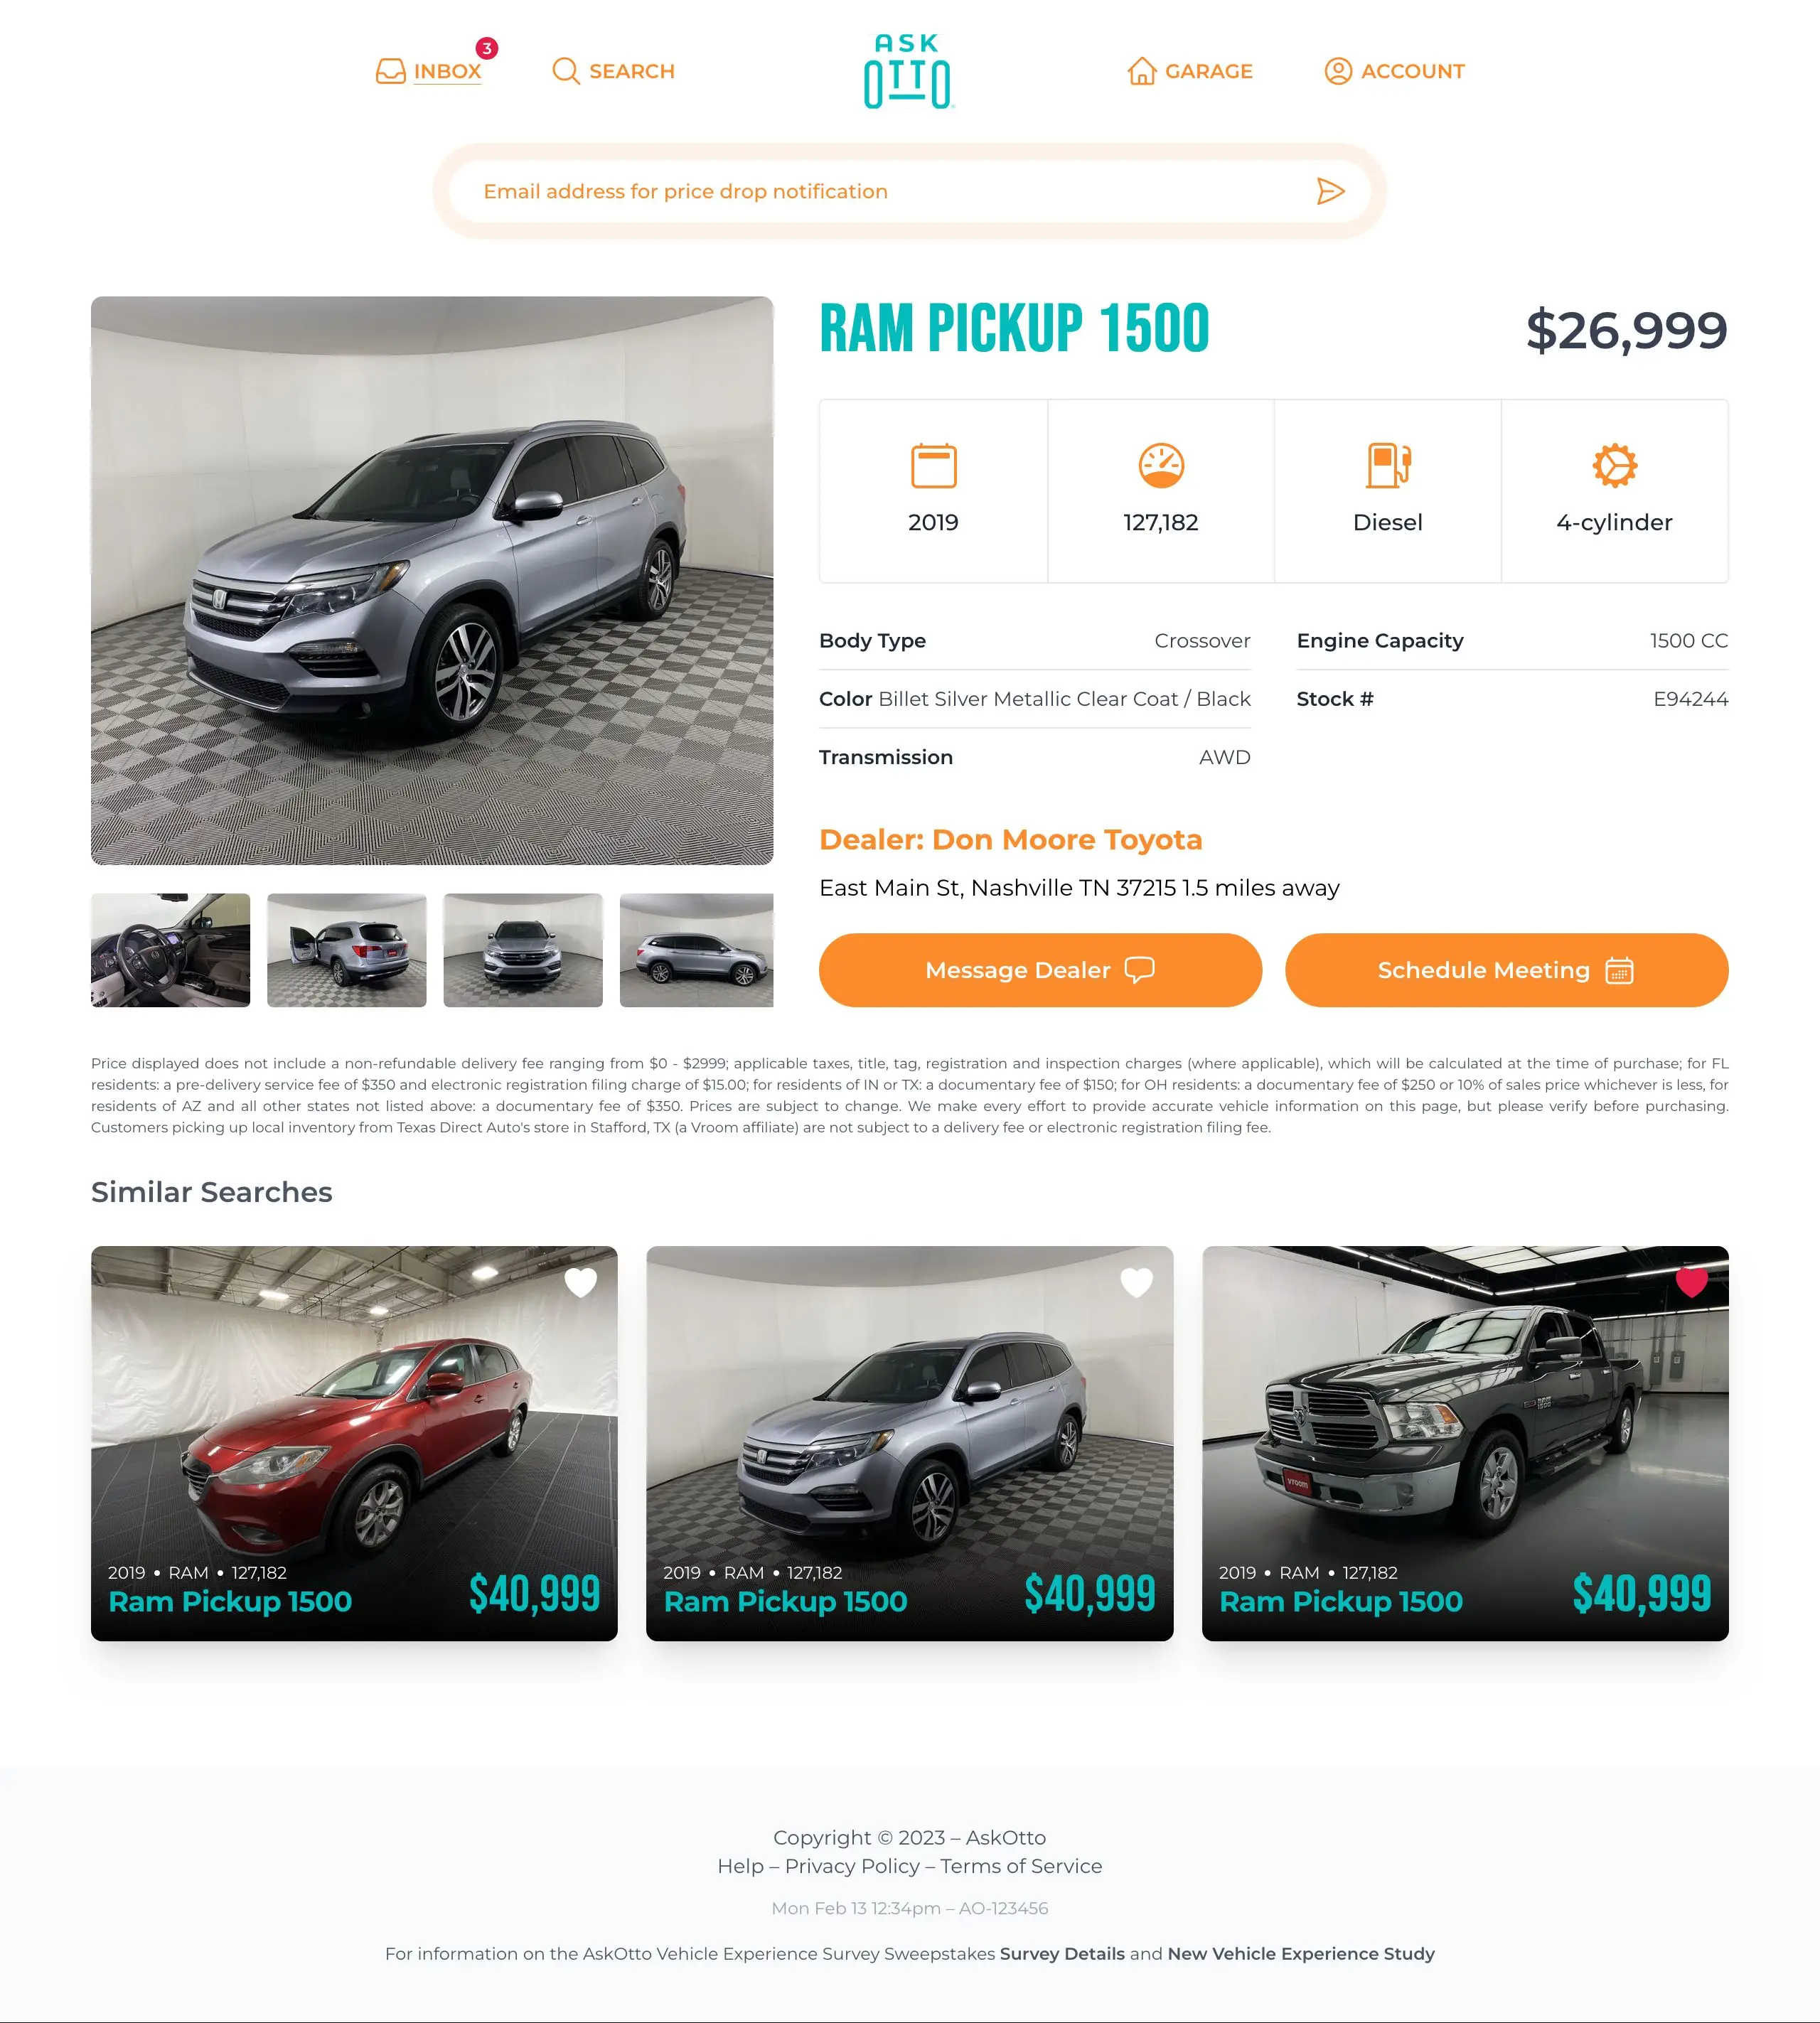 INBOX
3
SEARCH
ASK
OTTO
GARAGE
ACCOUNT
Email address for price drop notification
RAM PICKUP 1500
$26,999
2019
127,182
Diesel
4-cylinder
Body Type Crossover
Engine Capacity 1500 CC
Color Billet Silver Metallic Clear Coat / Black
Stock # E94244
Transmission AWD
Dealer: Don Moore Toyota
East Main St, Nashville TN 37215 1.5 miles away
Message Dealer
Schedule Meeting
Price displayed does not include a non-refundable delivery fee ranging from $0 - $2999; applicable taxes, title, tag, registration and inspection charges (where applicable), which will be calculated at the time of purchase; for FL
residents: a pre-delivery service fee of $350 and electronic registration filing charge of $15.00; for residents of IN or TX: a documentary fee of $150; for OH residents: a documentary fee of $250 or 10% of sales price whichever is less, for
residents of AZ and all other states not listed above: a documentary fee of $350. Prices are subject to change. We make every effort to provide accurate vehicle information on this page, but please verify before purchasing.
Customers picking up local inventory from Texas Direct Auto's store in Stafford, TX (a Vroom affiliate) are not subject to a delivery fee or electronic registration filing fee.
Similar Searches
2019 • RAM • 127,182
Ram Pickup 1500
$40,999
2019 • RAM • 127,182
Ram Pickup 1500
$40,999
vroom
2019 • RAM • 127,182
Ram Pickup 1500
$40,999
Copyright © 2023 – AskOtto
Help – Privacy Policy – Terms of Service
Mon Feb 13 12:34pm – AO-123456
For information on the AskOtto Vehicle Experience Survey Sweepstakes Survey Details and New Vehicle Experience Study